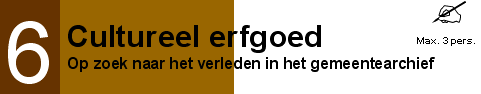 6
Cultureel erfgoed
Op zoek naar het verleden in het gemeentearchief
Max. 3 pers.